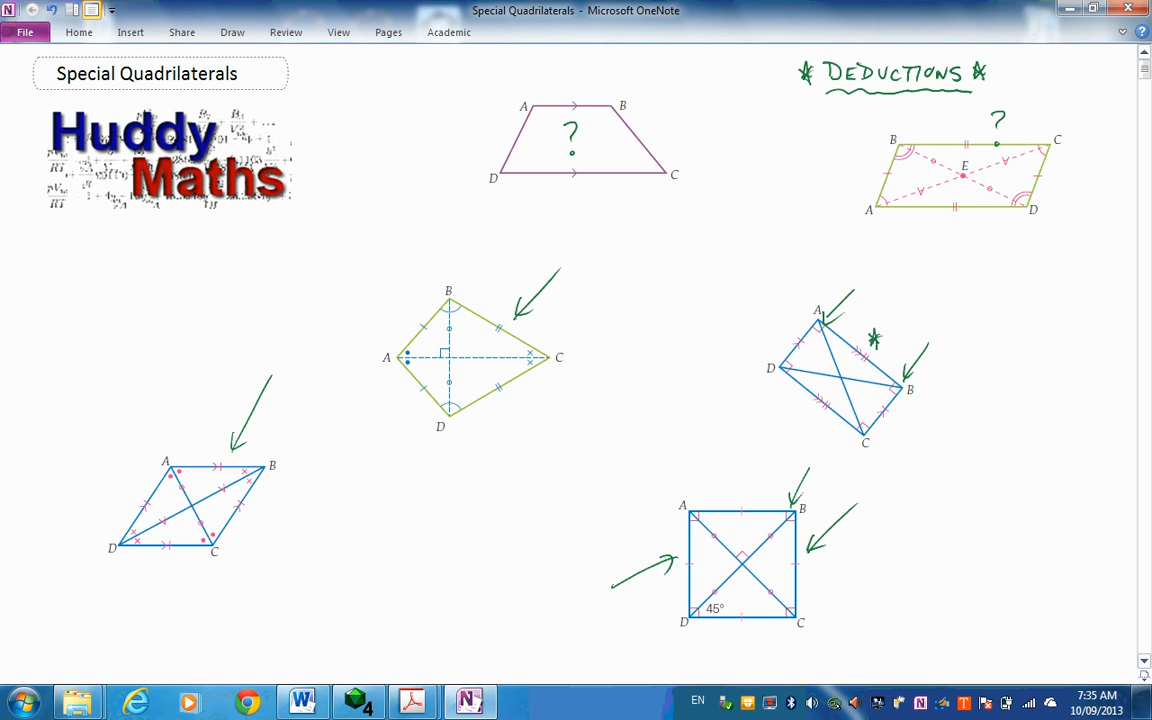 Special Quadrilaterals - Microsoft OneNote
File Home Insert Share Draw Review View Pages Academic
Special Quadrilaterals
* DEDUCTIONS *
Huddy
Maths
A B
?
D C
?
B C
E
A D
B
A C
D
A
D B
C
A B
D C
A B
45°
D C
EN
7:35 AM
10/09/2013